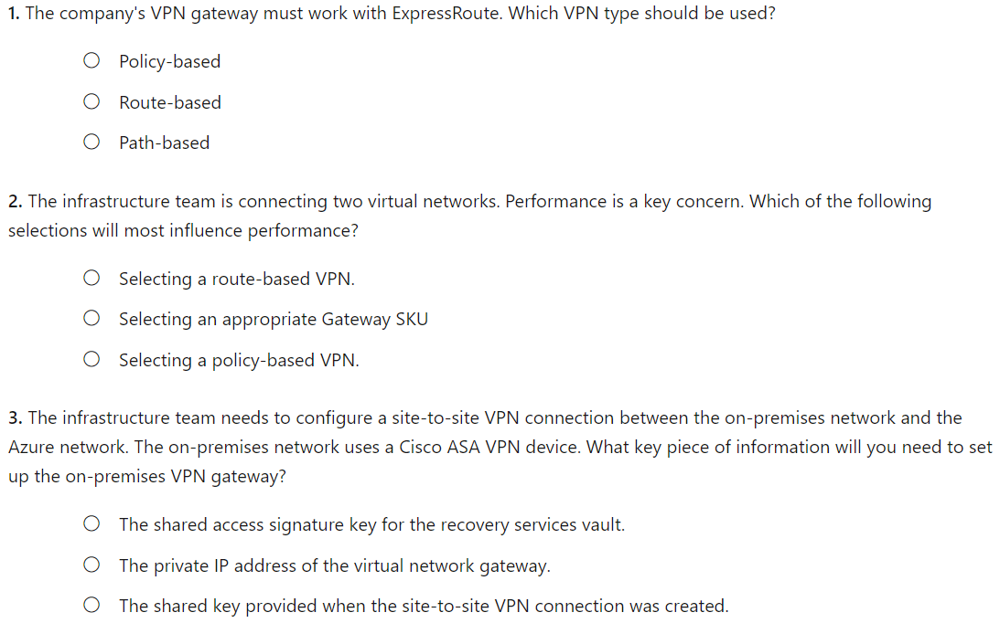 1. The company's VPN gateway must work with ExpressRoute. Which VPN type should be used?
Policy-based
Route-based
Path-based
2. The infrastructure team is connecting two virtual networks. Performance is a key concern. Which of the following
selections will most influence performance?
Selecting a route-based VPN.
Selecting an appropriate Gateway SKU
Selecting a policy-based VPN.
3. The infrastructure team needs to configure a site-to-site VPN connection between the on-premises network and the
Azure network. The on-premises network uses a Cisco ASA VPN device. What key piece of information will you need to set
up the on-premises VPN gateway?
The shared access signature key for the recovery services vault.
The private IP address of the virtual network gateway.
The shared key provided when the site-to-site VPN connection was created.